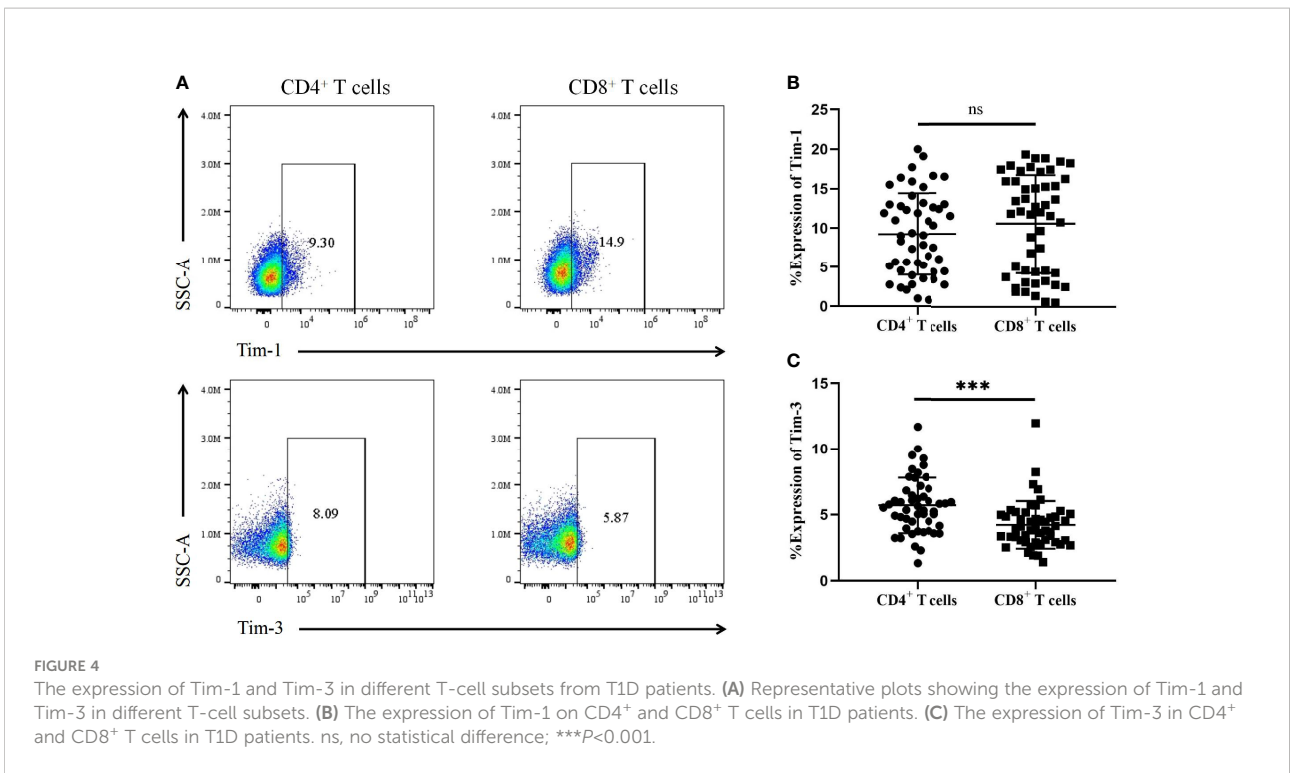 A
CD4⁺ T cells
CD8⁺ T cells
SSC-A
4.0M
3.0M
2.0M
1.0M
0
9.30
0 10⁴ 10⁶ 10⁸
4.0M
3.0M
2.0M
1.0M
0
14.9
0 10⁴ 10⁶ 10⁸
Tim-1
SSC-A
4.0M
3.0M
2.0M
1.0M
0
8.09
0 10⁵ 10⁷ 10⁹ 10¹¹10¹³
4.0M
3.0M
2.0M
1.0M
0
5.87
0 10⁵ 10⁷ 10⁹ 10¹¹10¹³
Tim-3
B
%Expression of Tim-1
25
20
15
10
5
0
ns
CD4⁺ T cells
CD8⁺ T cells
C
%Expression of Tim-3
15
10
5
0
***
CD4⁺ T cells
CD8⁺ T cells
FIGURE 4
The expression of Tim-1 and Tim-3 in different T-cell subsets from T1D patients. (A) Representative plots showing the expression of Tim-1 and
Tim-3 in different T-cell subsets. (B) The expression of Tim-1 on CD4⁺ and CD8⁺ T cells in T1D patients. (C) The expression of Tim-3 in CD4⁺
and CD8⁺ T cells in T1D patients. ns, no statistical difference; ***P<0.001.